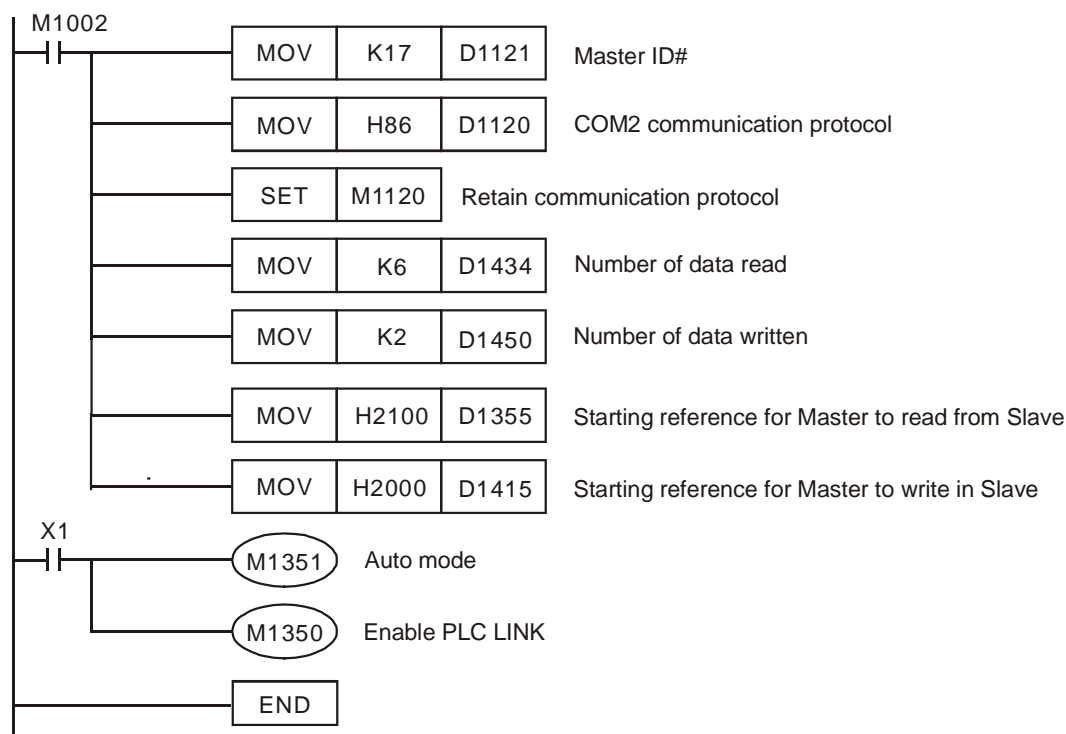 M1002
MOV K17 D1121 Master ID#
MOV H86 D1120 COM2 communication protocol
SET M1120 Retain communication protocol
MOV K6 D1434 Number of data read
MOV K2 D1450 Number of data written
MOV H2100 D1355 Starting reference for Master to read from Slave
MOV H2000 D1415 Starting reference for Master to write in Slave
X1
M1351 Auto mode
M1350 Enable PLC LINK
END